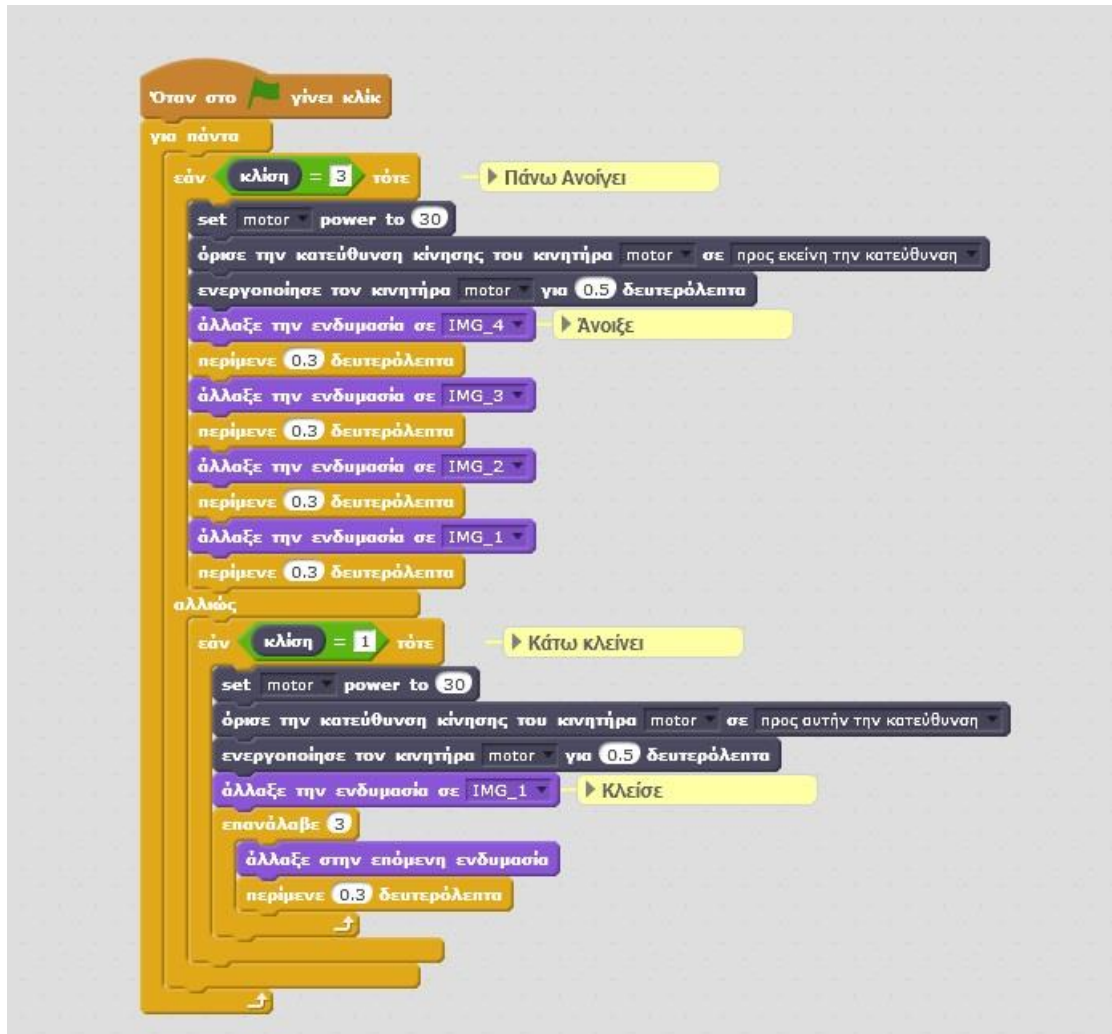 Όταν στο γίνει κλίκ
για πάντα
εάν κλίση = 3 τότε
Πάνω Ανοίγει
set motor power to 30
όρισε την κατεύθυνση κίνησης του κινητήρα motor σε προς εκείνη την κατεύθυνση
ενεργοποίησε τον κινητήρα motor για 0.5 δευτερόλεπτα
άλλαξε την ενδυμασία σε IMG_4
Άνοιξε
περίμενε 0.3 δευτερόλεπτα
άλλαξε την ενδυμασία σε IMG_3
περίμενε 0.3 δευτερόλεπτα
άλλαξε την ενδυμασία σε IMG_2
περίμενε 0.3 δευτερόλεπτα
άλλαξε την ενδυμασία σε IMG_1
περίμενε 0.3 δευτερόλεπτα
αλλιώς
εάν κλίση = 1 τότε
Κάτω κλείνει
set motor power to 30
όρισε την κατεύθυνση κίνησης του κινητήρα motor σε προς αυτήν την κατεύθυνση
ενεργοποίησε τον κινητήρα motor για 0.5 δευτερόλεπτα
άλλαξε την ενδυμασία σε IMG_1
Κλείσε
επανάλαβε 3
άλλαξε στην επόμενη ενδυμασία
περίμενε 0.3 δευτερόλεπτα